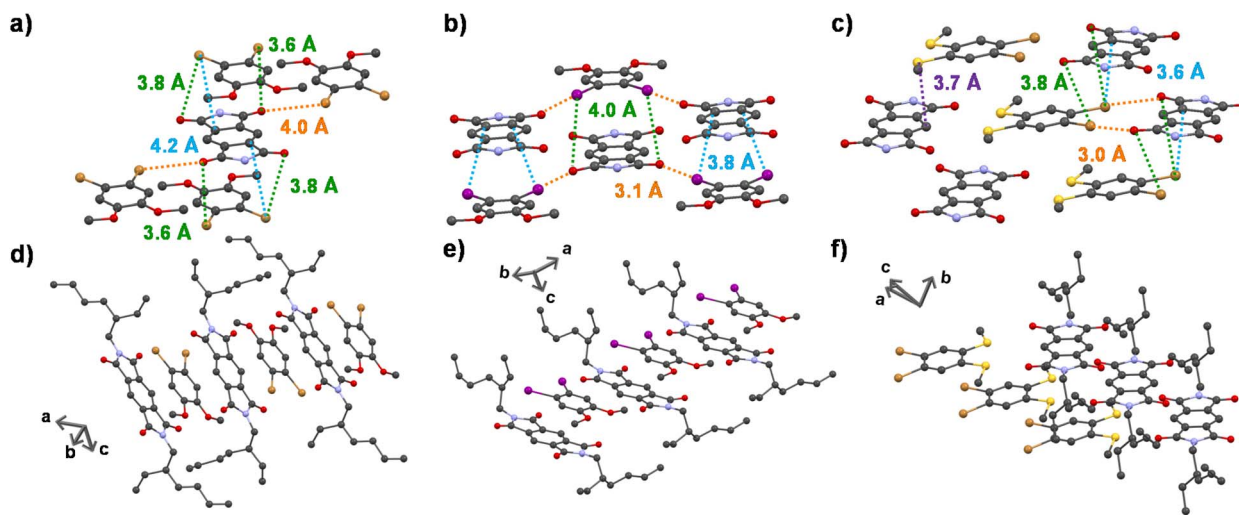 a)
3.6 Å
3.8 Å
4.0 Å
4.2 Å
3.8 Å
3.6 Å
b)
4.0 Å
3.8 Å
3.1 Å
c)
3.7 Å
3.8 Å
3.6 Å
3.0 Å
d)
a
b
c
e)
a
b
c
f)
c
b
a